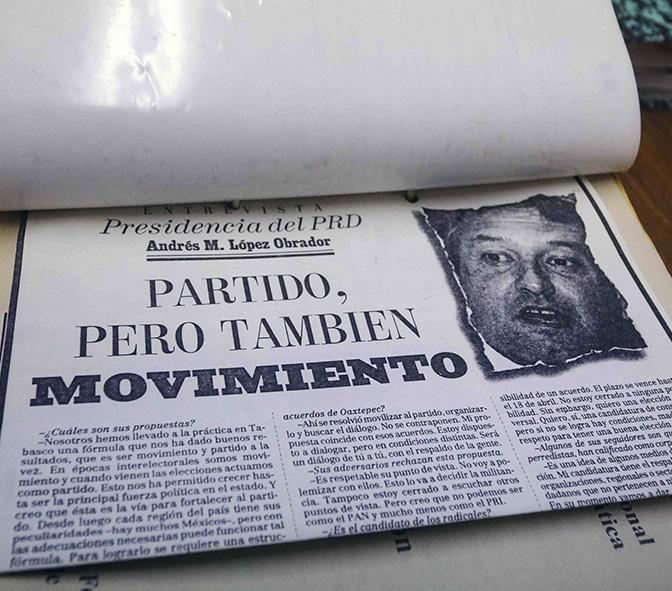 ENTREVISTA
Presidencia del PRD
Andrés M. López Obrador
PARTIDO,
PERO TAMBIEN
MOVIMIENTO
—¿Cuáles son sus propuestas?
—Nosotros hemos llevado a la práctica en Ta-
basco una fórmula que nos ha dado buenos re-
sultados, que es ser movimiento y partido a la
vez. En épocas interelectorales somos movi-
miento y cuando vienen las elecciones actuamos
como partido. Esto nos ha permitido crecer has-
ta ser la principal fuerza política en el estado. Y
creo que ésta es la vía para fortalecer al parti-
do. Desde luego cada región del país tiene sus
peculiaridades —hay muchos Méxicos—, pero con
las adecuaciones necesarias puede funcionar tal
fórmula. Para lograrlo se requiere una estruc-
acuerdos de Oaxtepec?
—Ahí se resolvió movilizar al partido, organizar-
lo y buscar el diálogo. No se contraponen. Mi pro-
puesta coincide con esos acuerdos. Estoy dispues-
to a dialogar, pero en condiciones distintas. Será
un diálogo de tú a tú, con el respaldo de la gente.
—Sus adversarios rechazan esta propuesta.
—Es respetable su punto de vista. No voy a po-
lemizar con ellos. Esto lo va a decidir la militan-
cia. Tampoco estoy cerrado a escuchar otros
puntos de vista. Pero creo que no podemos ser
como el PAN y mucho menos como el PRI.
—¿Es el candidato de los radicales?
sibilidad de un acuerdo. El plazo se vence hasta
el 18 de abril. No estoy cerrado a ninguna po
bilidad. Sin embargo, quiero una elección
versal. Quiero, sí, una candidatura de
pero si no se logra hay condiciones,
respeto para tener una buena elección
—Algunos de sus seguidores son
perredistas, han calificado como
—Es una idea de algunos medios de
ción. Mi candidatura tiene el resp
organizaciones, regionales o se
dadanos que no pertenecen a
En su momento vamos a d